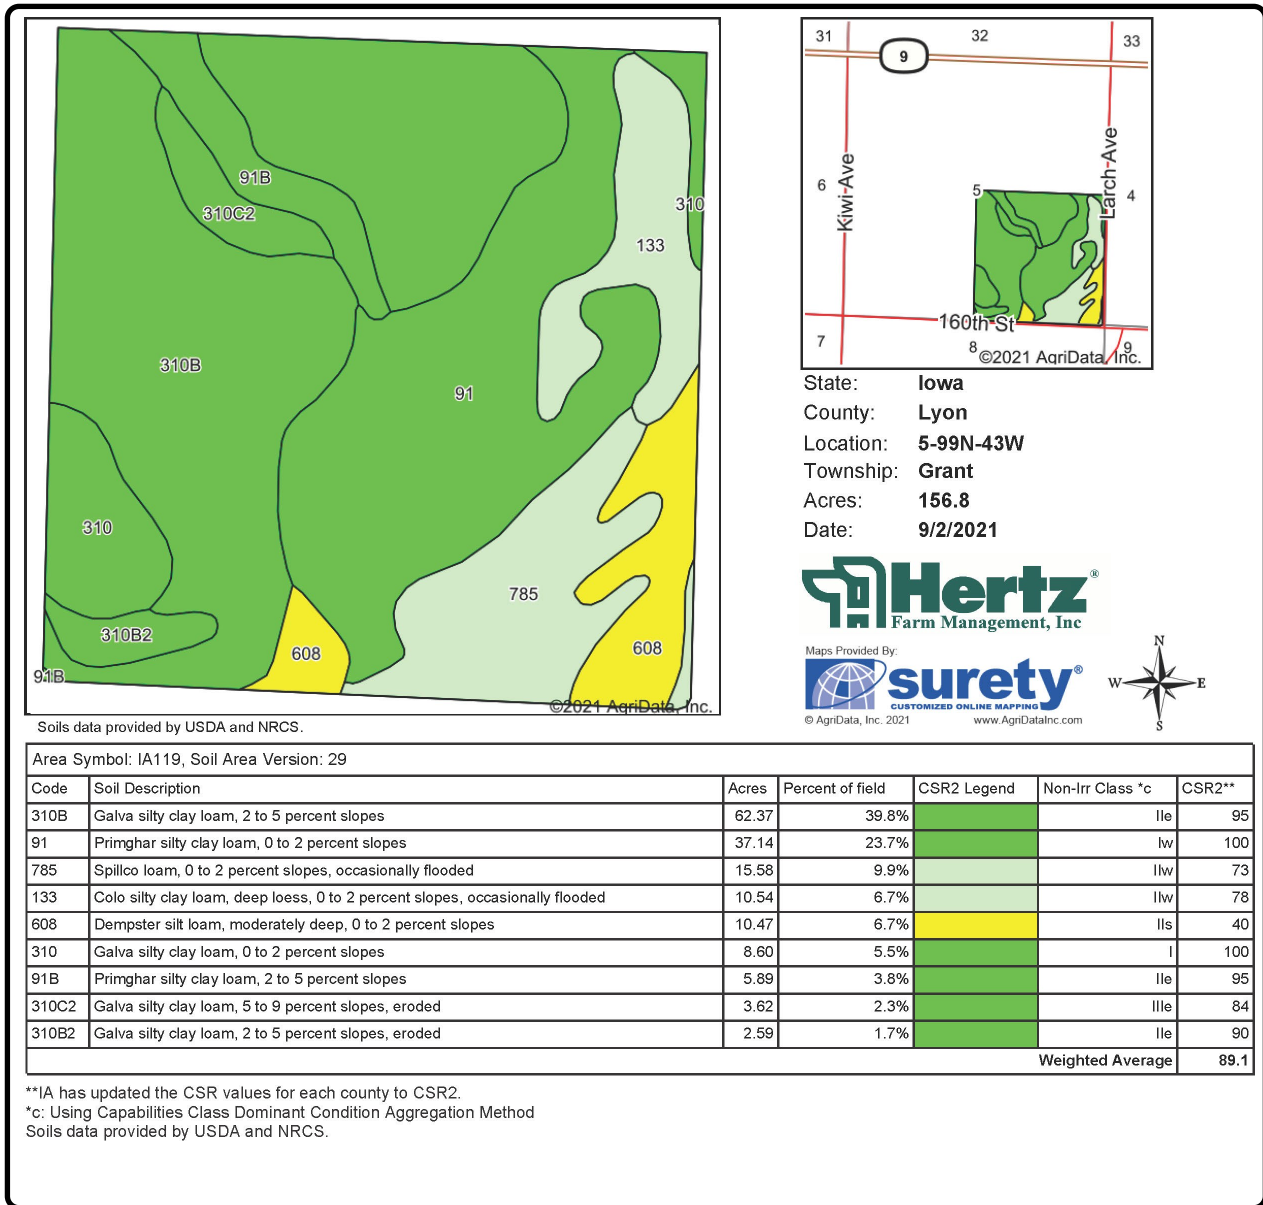 91B
310C2
310
133
310B
91
310
785
310B2
608
608
91B
©2021 AgriData, Inc.
Soils data provided by USDA and NRCS.
31
32
33
9
6
Kiwi Ave
5
Larch Ave
4
160th St
7
8
9
©2021 AgriData, Inc.
State: Iowa
County: Lyon
Location: 5-99N-43W
Township: Grant
Acres: 156.8
Date: 9/2/2021
Hertz®
Farm Management, Inc
Maps Provided By:
surety®
CUSTOMIZED ONLINE MAPPING
© AgriData, Inc. 2021 www.AgriDataInc.com
N
W E
S
Area Symbol: IA119, Soil Area Version: 29
Code Soil Description Acres Percent of field CSR2 Legend Non-Irr Class *c CSR2**
310B Galva silty clay loam, 2 to 5 percent slopes 62.37 39.8% IIe 95
91 Primghar silty clay loam, 0 to 2 percent slopes 37.14 23.7% Iw 100
785 Spillco loam, 0 to 2 percent slopes, occasionally flooded 15.58 9.9% IIw 73
133 Colo silty clay loam, deep loess, 0 to 2 percent slopes, occasionally flooded 10.54 6.7% IIw 78
608 Dempster silt loam, moderately deep, 0 to 2 percent slopes 10.47 6.7% IIs 40
310 Galva silty clay loam, 0 to 2 percent slopes 8.60 5.5% I 100
91B Primghar silty clay loam, 2 to 5 percent slopes 5.89 3.8% IIe 95
310C2 Galva silty clay loam, 5 to 9 percent slopes, eroded 3.62 2.3% IIIe 84
310B2 Galva silty clay loam, 2 to 5 percent slopes, eroded 2.59 1.7% IIe 90
Weighted Average 89.1
**IA has updated the CSR values for each county to CSR2.
*c: Using Capabilities Class Dominant Condition Aggregation Method
Soils data provided by USDA and NRCS.